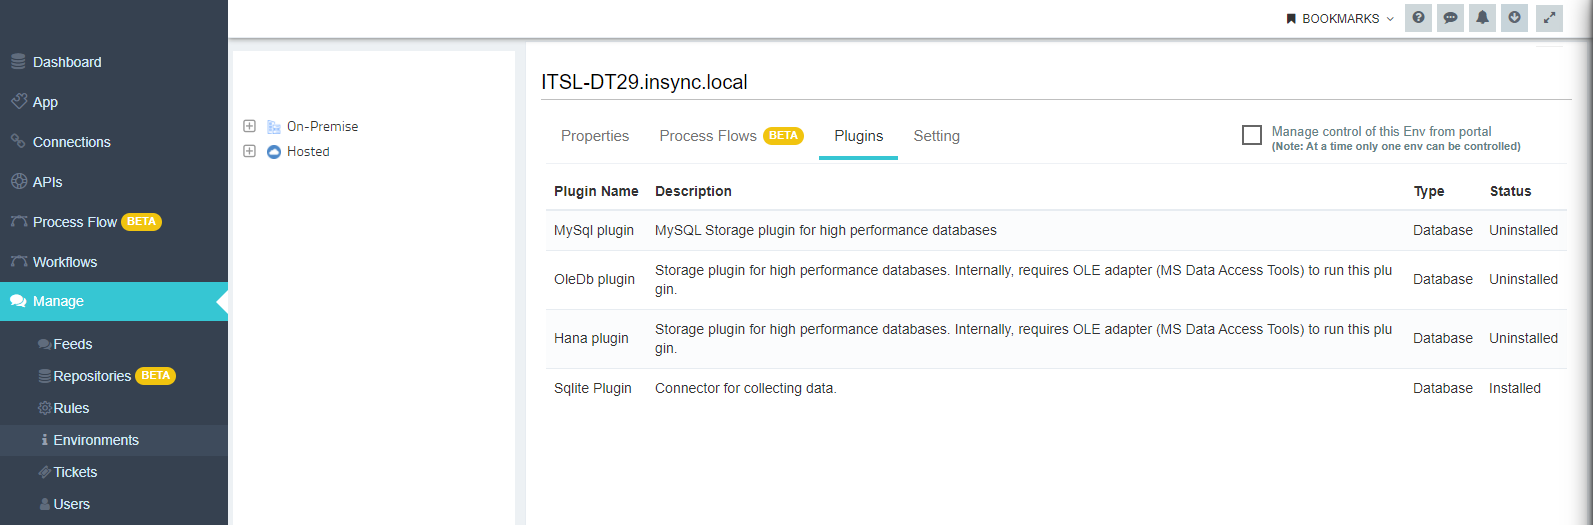 BOOKMARKS
Dashboard
App
Connections
APIs
Process Flow BETA
Workflows
Manage
Feeds
Repositories BETA
Rules
Environments
Tickets
Users
On-Premise
Hosted
ITSL-DT29.insync.local
Properties Process Flows BETA Plugins Setting
Manage control of this Env from portal
(Note: At a time only one env can be controlled)
Plugin Name Description Type Status
MySql plugin MySQL Storage plugin for high performance databases Database Uninstalled
OleDb plugin Storage plugin for high performance databases. Internally, requires OLE adapter (MS Data Access Tools) to run this plu
gin. Database Uninstalled
Hana plugin Storage plugin for high performance databases. Internally, requires OLE adapter (MS Data Access Tools) to run this plu
gin. Database Uninstalled
Sqlite Plugin Connector for collecting data. Database Installed